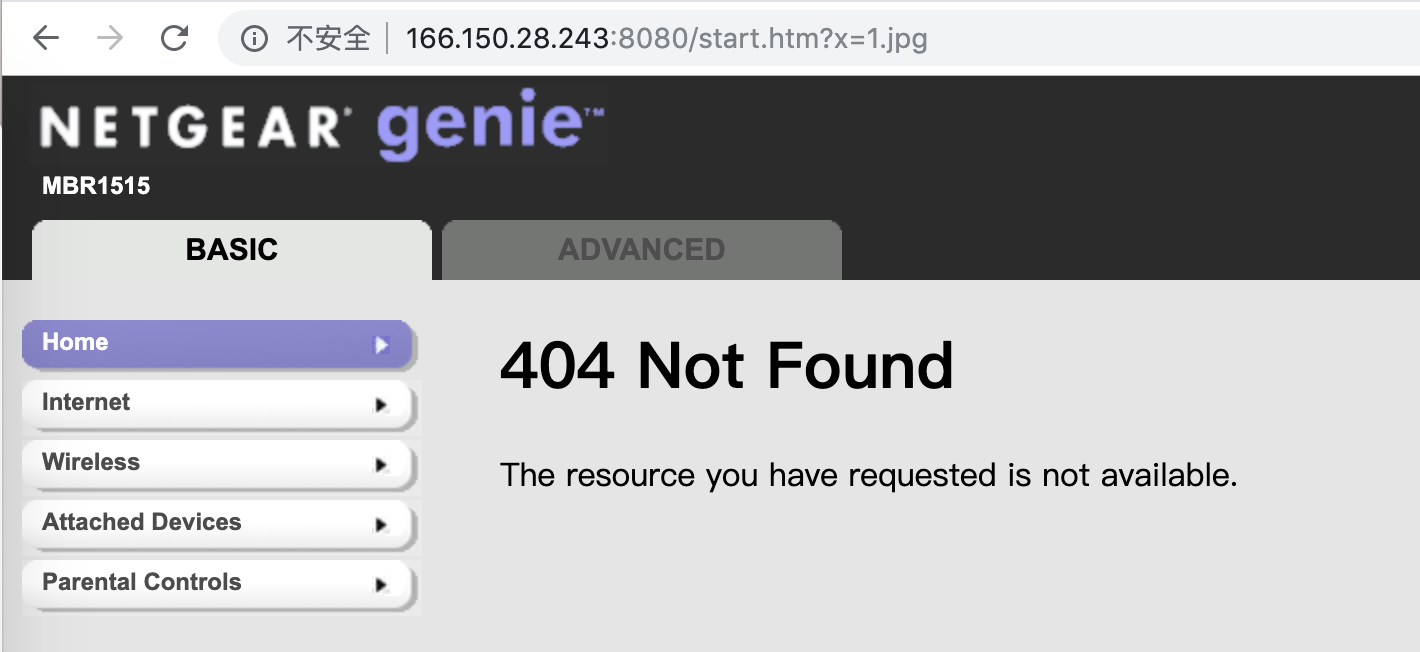 不安全 166.150.28.243:8080/start.htm?x=1.jpg
NETGEAR® genie™
MBR1515
BASIC ADVANCED
Home
Internet
Wireless
Attached Devices
Parental Controls
404 Not Found
The resource you have requested is not available.